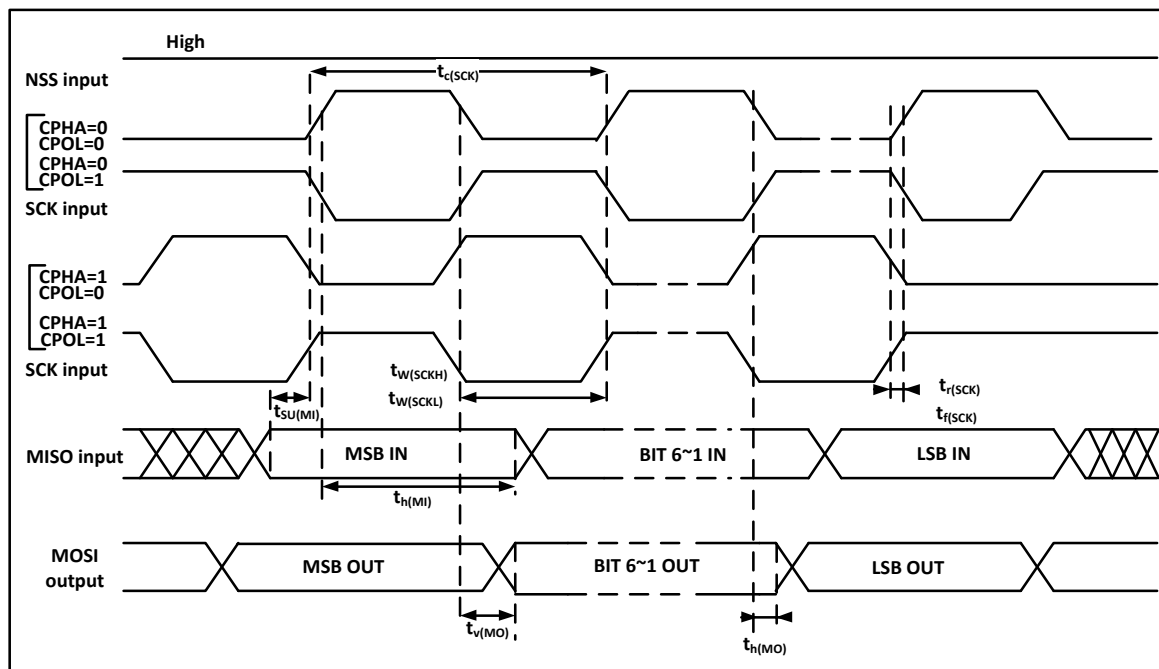 High
NSS input
tc(SCK)
CPHA=0
CPOL=0
CPHA=0
CPOL=1
SCK input
CPHA=1
CPOL=0
CPHA=1
CPOL=1
SCK input
tW(SCKH)
tW(SCKL)
tr(SCK)
tf(SCK)
tSU(MI)
MISO input
MSB IN
BIT 6~1 IN
LSB IN
th(MI)
MOSI
output
MSB OUT
BIT 6~1 OUT
LSB OUT
tv(MO)
th(MO)